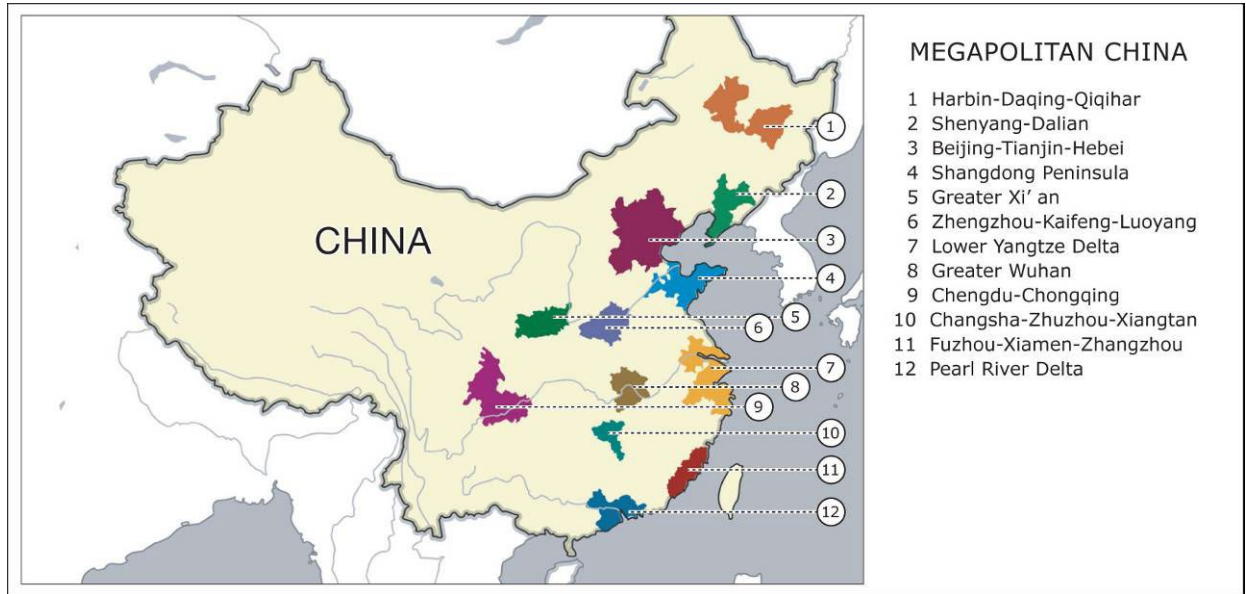 MEGAPOLITAN CHINA
1 Harbin-Daqing-Qiqihar
2 Shenyang-Dalian
3 Beijing-Tianjin-Hebei
4 Shangdong Peninsula
5 Greater Xi' an
6 Zhengzhou-Kaifeng-Luoyang
7 Lower Yangtze Delta
8 Greater Wuhan
9 Chengdu-Chongqing
10 Changsha-Zhuzhou-Xiangtan
11 Fuzhou-Xiamen-Zhangzhou
12 Pearl River Delta
CHINA
1
2
3
4
5
6
7
8
9
10
11
12